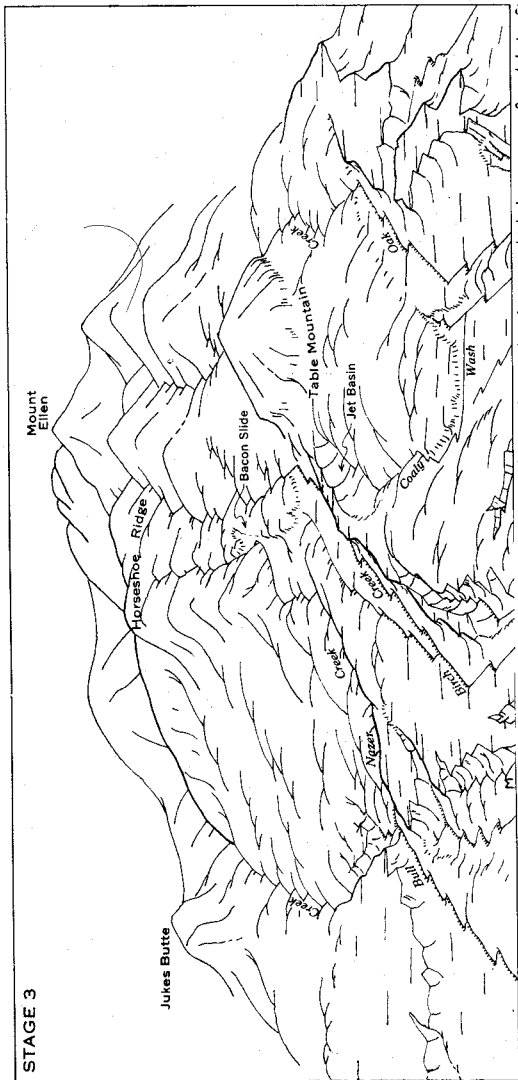 STAGE 3
Mount
Ellen
Jukes Butte
Horseshoe Ridge
Bacon Slide
Table Mountain
Jet Basin
Creek
Oak
Creek
Coaly
Wash
Creek
Nazer
Creek
Birch
Bull